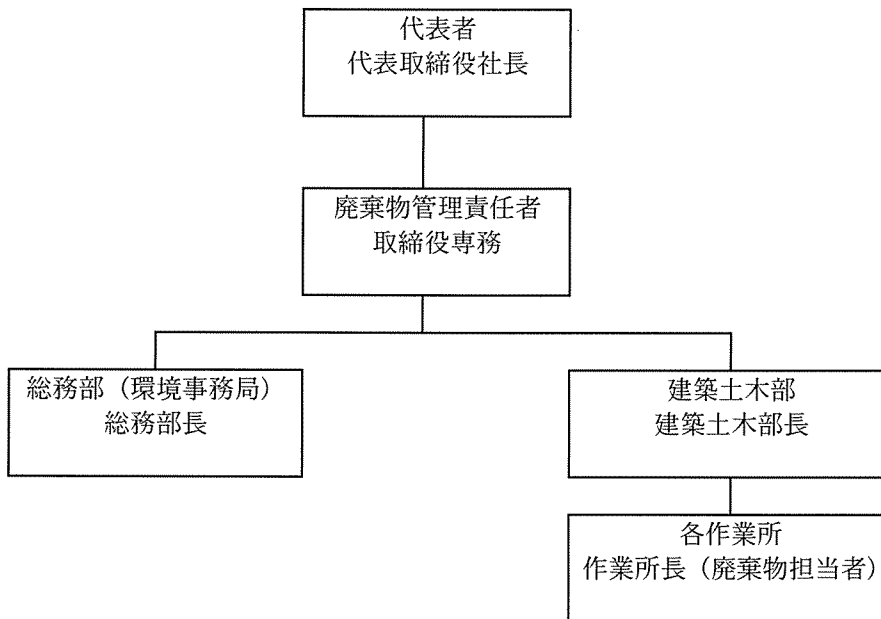 代表者
代表取締役社長
廃棄物管理責任者
取締役専務
総務部（環境事務局）
総務部長
建築土木部
建築土木部長
各作業所
作業所長（廃棄物担当者）